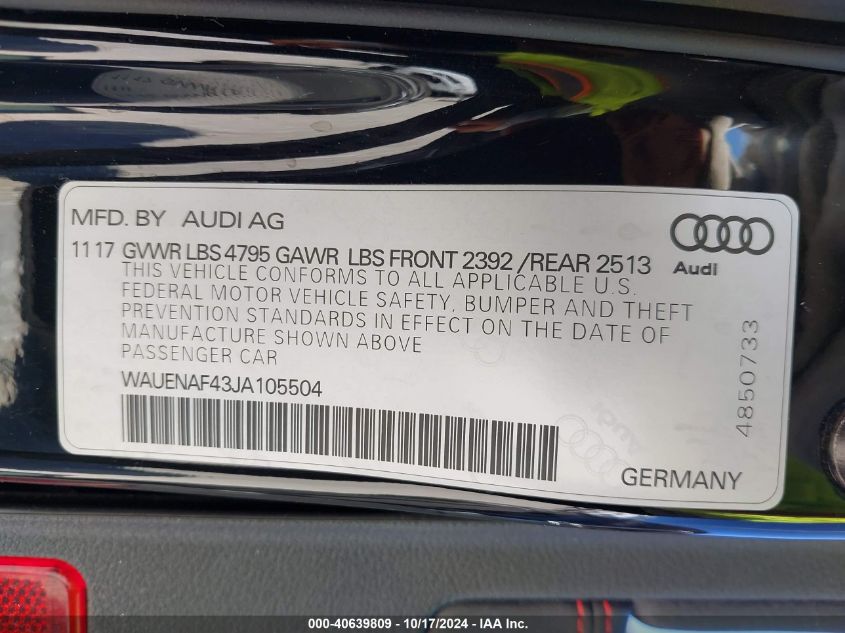 MFD. BY AUDI AG
1117 GVWR LBS 4795 GAWR LBS FRONT 2392 /REAR 2513
THIS VEHICLE CONFORMS TO ALL APPLICABLE U.S.
FEDERAL MOTOR VEHICLE SAFETY, BUMPER AND THEFT
PREVENTION STANDARDS IN EFFECT ON THE DATE OF
MANUFACTURE SHOWN ABOVE
PASSENGER CAR
WAUENAF43JA105504
Audi
4850733
GERMANY
000-40639809 - 10/17/2024 - IAA Inc.